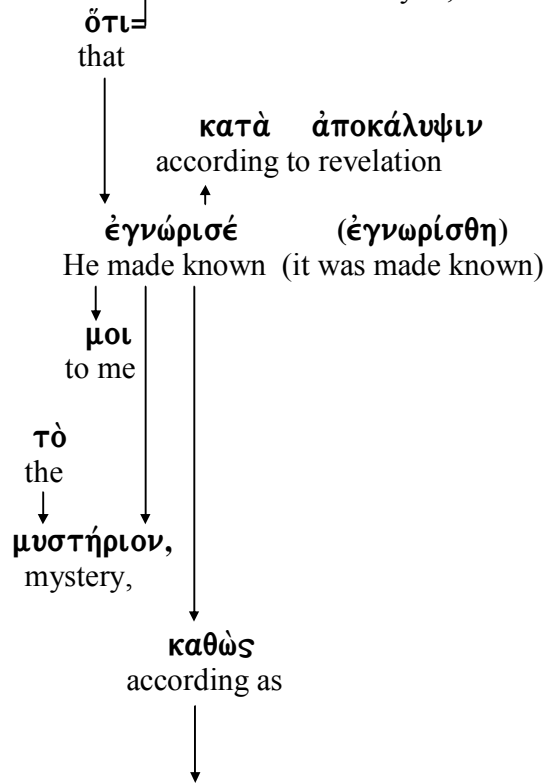 ὅτι=
that
κατὰ ἀποκάλυψιν
according to revelation
ἐγνώρισέ (ἐγνωρίσθη)
He made known (it was made known)
μοι
to me
τὸ
the
μυστήριον,
mystery,
καθὼς
according as